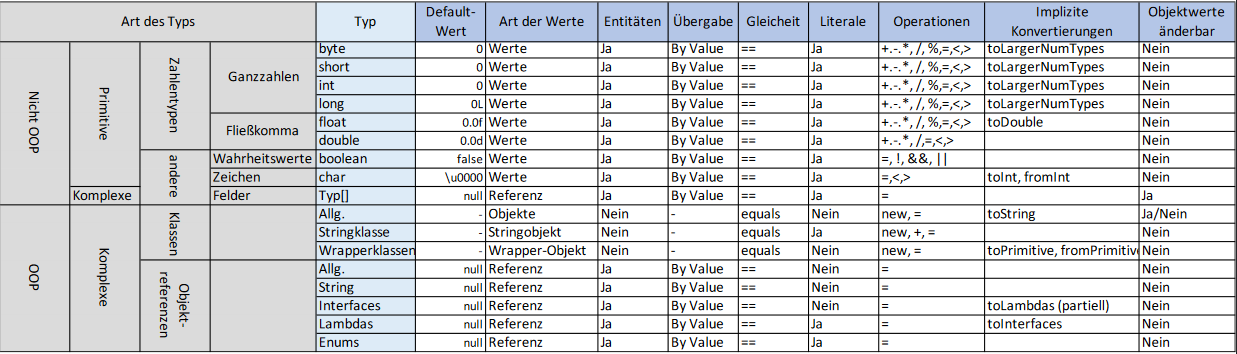 Art des Typs Typ Default-Wert Art der Werte Entitäten Übergabe Gleicheit Literale Operationen Implizite Konvertierungen Objektwerte änderbar
Nicht OOP Primitive Zahlentypen Ganzzahlen byte 0 Werte Ja By Value == Ja +.-.*, /, %,=,<,> toLargerNumTypes Nein
short 0 Werte Ja By Value == Ja +.-.*, /, %,=,<,> toLargerNumTypes Nein
int 0 Werte Ja By Value == Ja +.-.*, /, %,=,<,> toLargerNumTypes Nein
long 0L Werte Ja By Value == Ja +.-.*, /, %,=,<,> toLargerNumTypes Nein
Fließkomma float 0.0f Werte Ja By Value == Ja +.-.*, /, %,=,<,> toDouble Nein
double 0.0d Werte Ja By Value == Ja +.-.*, /,=,<,> Nein
andere Wahrheitswerte boolean false Werte Ja By Value == Ja =, !, &&, || Nein
Zeichen char \u0000 Werte Ja By Value == Ja =,<,> toInt, fromInt Nein
Komplexe Felder Typ[] null Referenz Ja By Value == Ja = Ja
OOP Komplexe Klassen Allg. - Objekte Nein - equals Nein new, = toString Ja/Nein
Stringklasse - Stringobjekt Nein - equals Ja new, +, = Nein
Wrapperklassen - Wrapper-Objekt Nein - equals Nein new, = toPrimitive, fromPrimitive Nein
Objekt-referenzen Allg. null Referenz Ja By Value == Nein = Nein
String null Referenz Ja By Value == Nein = Nein
Interfaces null Referenz Ja By Value == Nein = toLambdas (partiell) Nein
Lambdas null Referenz Ja By Value == Ja = toInterfaces Nein
Enums null Referenz Ja By Value == Ja = Nein